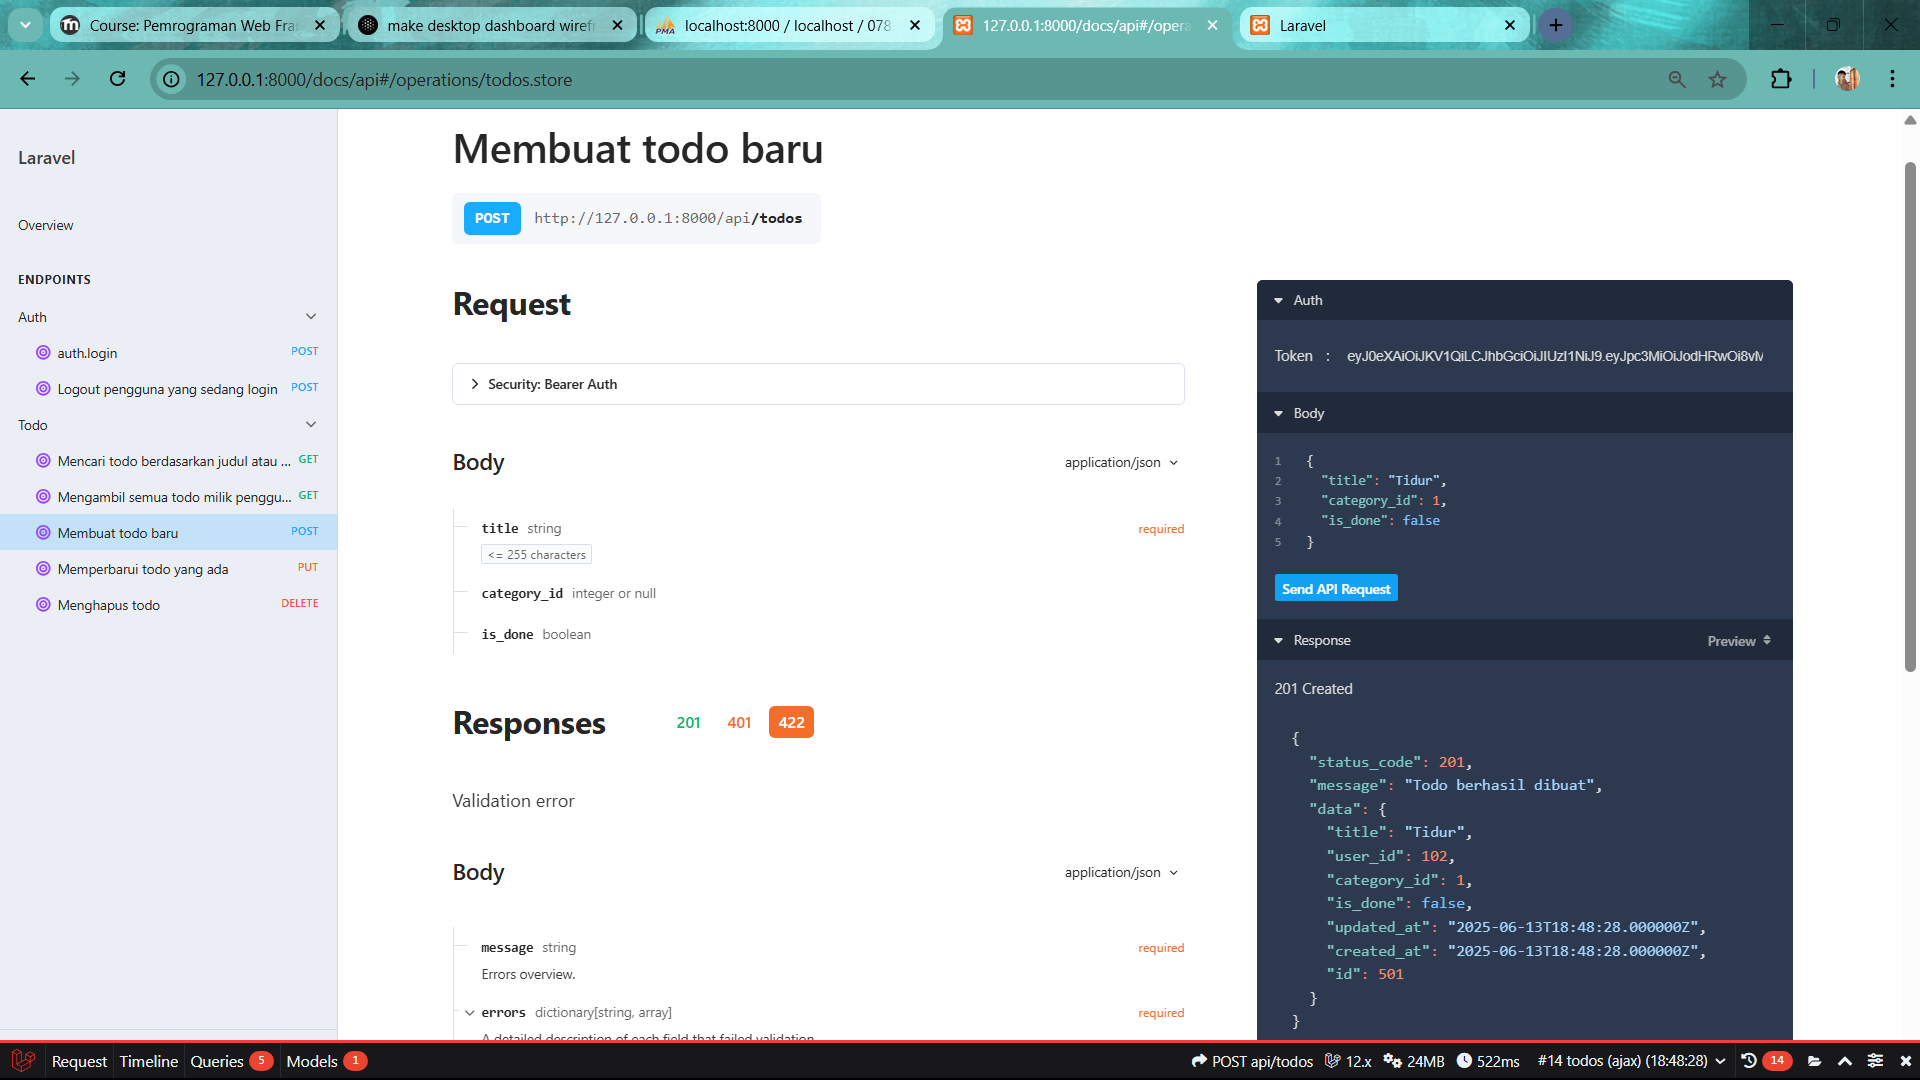 Course: Pemrograman Web Fra
make desktop dashboard wirefr
localhost:8000 / localhost / 078
127.0.0.1:8000/docs/api#/opera
Laravel
127.0.0.1:8000/docs/api#/operations/todos.store
Laravel
Overview
ENDPOINTS
Auth
auth.login POST
Logout pengguna yang sedang login POST
Todo
Mencari todo berdasarkan judul atau ... GET
Mengambil semua todo milik penggu... GET
Membuat todo baru POST
Memperbarui todo yang ada PUT
Menghapus todo DELETE
Membuat todo baru
POST http://127.0.0.1:8000/api/todos
Request
Security: Bearer Auth
Body application/json
title string required
<= 255 characters
category_id integer or null
is_done boolean
Responses 201 401 422
Validation error
Body application/json
message string required
Errors overview.
errors dictionary[string, array] required
A detailed description of each field that failed validation.
Auth
Token : eyJ0eXAiOiJKV1QiLCJhbGciOiJIUzI1NiJ9.eyJpc3MiOiJodHRwOi8vM
Body
1 {
2 "title": "Tidur",
3 "category_id": 1,
4 "is_done": false
5 }
Send API Request
Response Preview
201 Created
{
"status_code": 201,
"message": "Todo berhasil dibuat",
"data": {
"title": "Tidur",
"user_id": 102,
"category_id": 1,
"is_done": false,
"updated_at": "2025-06-13T18:48:28.000000Z",
"created_at": "2025-06-13T18:48:28.000000Z",
"id": 501
}
}
Request Timeline Queries 5 Models 1 POST api/todos 12.x 24MB 522ms #14 todos (ajax) (18:48:28) 14